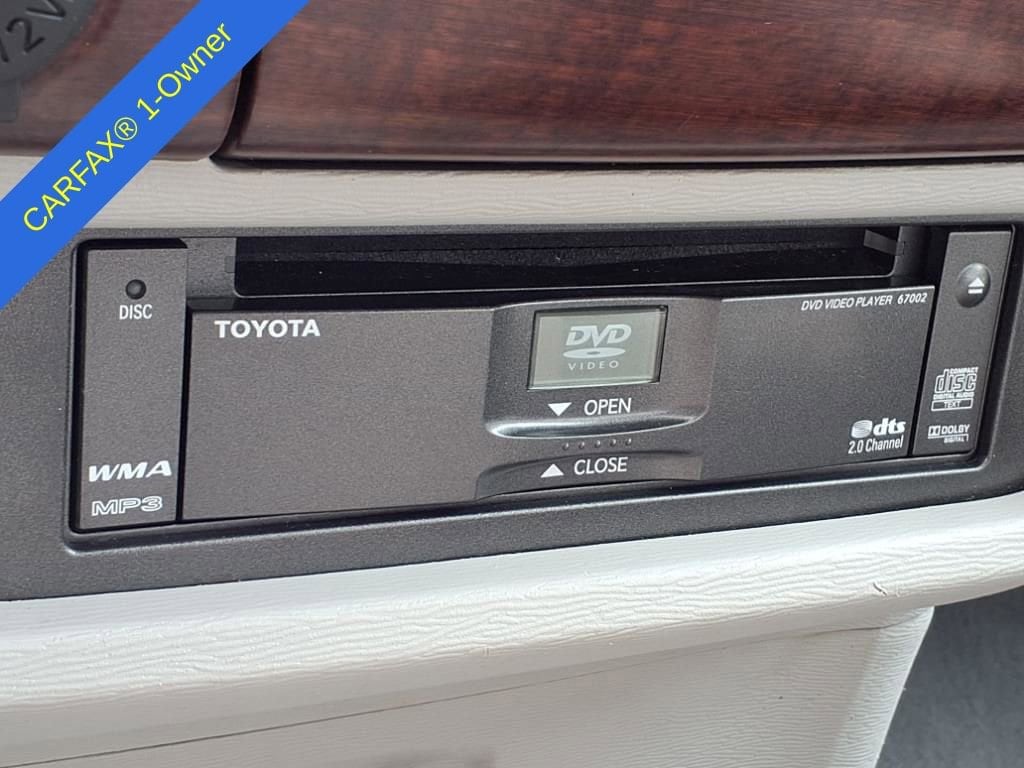 12V
CARFAX® 1-Owner
DISC
TOYOTA
DVD VIDEO PLAYER 67002
DVD
VIDEO
OPEN
CLOSE
WMA
MP3
dts
2.0 Channel
COMPACT
disc
DIGITAL AUDIO
TEXT
DOLBY
DIGITAL